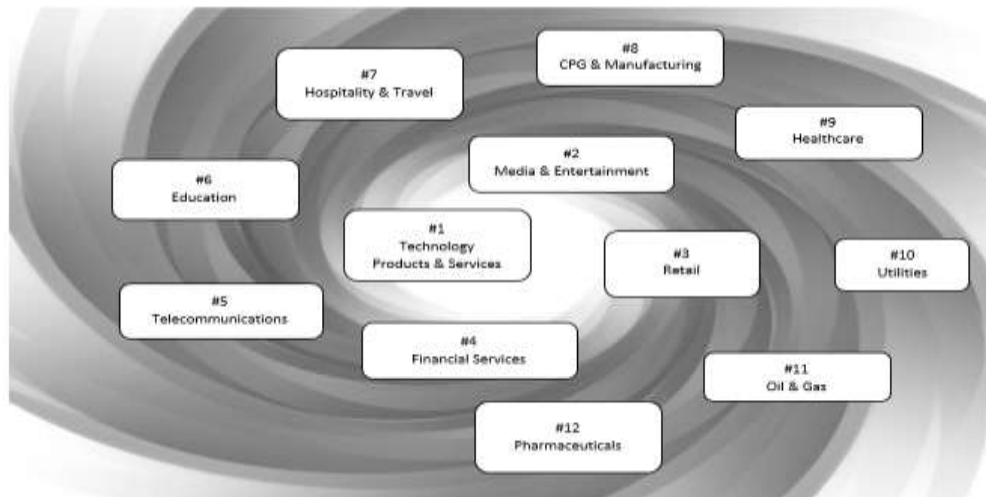 #8
CPG & Manufacturing
#7
Hospitality & Travel
#9
Healthcare
#2
Media & Entertainment
#6
Education
#1
Technology
Products & Services
#3
Retail
#10
Utilities
#5
Telecommunications
#4
Financial Services
#11
Oil & Gas
#12
Pharmaceuticals